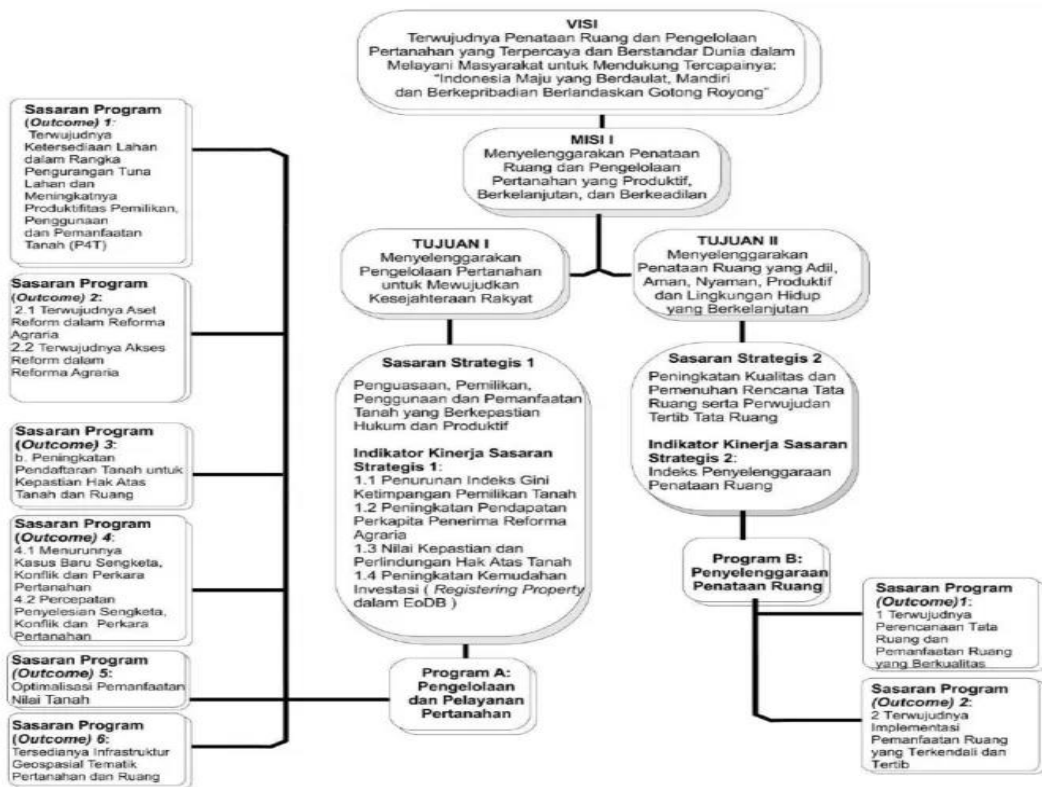 VISI
Terwujudnya Penataan Ruang dan Pengelolaan
Pertanahan yang Terpercaya dan Berstandar Dunia dalam
Melayani Masyarakat untuk Mendukung Tercapainya:
"Indonesia Maju yang Berdaulat, Mandiri
dan Berkepribadian Berlandaskan Gotong Royong"
MISI I
Menyelenggarakan Penataan
Ruang dan Pengelolaan
Pertanahan yang Produktif,
Berkelanjutan, dan Berkeadilan
TUJUAN I
Menyelenggarakan
Pengelolaan Pertanahan
untuk Mewujudkan
Kesejahteraan Rakyat
TUJUAN II
Menyelenggarakan
Penataan Ruang yang Adil,
Aman, Nyaman, Produktif
dan Lingkungan Hidup
yang Berkelanjutan
Sasaran Strategis 1
Penguasaan, Pemilikan,
Penggunaan dan Pemanfaatan
Tanah yang Berkepastian
Hukum dan Produktif
Indikator Kinerja Sasaran
Strategis 1:
1.1 Penurunan Indeks Gini
Ketimpangan Pemilikan Tanah
1.2 Peningkatan Pendapatan
Perkapita Penerima Reforma
Agraria
1.3 Nilai Kepastian dan
Perlindungan Hak Atas Tanah
1.4 Peningkatan Kemudahan
Investasi ( Registering Property
dalam EoDB )
Sasaran Strategis 2
Peningkatan Kualitas dan
Pemenuhan Rencana Tata
Ruang serta Perwujudan
Tertib Tata Ruang
Indikator Kinerja Sasaran
Strategis 2:
Indeks Penyelenggaraan
Penataan Ruang
Program A:
Pengelolaan
dan Pelayanan
Pertanahan
Program B:
Penyelenggaraan
Penataan Ruang
Sasaran Program
(Outcome) 1:
Terwujudnya
Ketersediaan Lahan
dalam Rangka
Pengurangan Tuna
Lahan dan
Meningkatnya
Produktifitas Pemilikan,
Penggunaan
dan Pemanfaatan
Tanah (P4T)
Sasaran Program
(Outcome) 2:
2.1 Terwujudnya Aset
Reform dalam Reforma
Agraria
2.2 Terwujudnya Akses
Reform dalam
Reforma Agraria
Sasaran Program
(Outcome) 3:
b. Peningkatan
Pendaftaran Tanah untuk
Kepastian Hak Atas
Tanah dan Ruang
Sasaran Program
(Outcome) 4:
4.1 Menurunnya
Kasus Baru Sengketa,
Konflik dan Perkara
Pertanahan
4.2 Percepatan
Penyelesian Sengketa,
Konflik dan Perkara
Pertanahan
Sasaran Program
(Outcome) 5:
Optimalisasi Pemanfaatan
Nilai Tanah
Sasaran Program
(Outcome) 6:
Tersedianya Infrastruktur
Geospasial Tematik
Pertanahan dan Ruang
Sasaran Program
(Outcome)1:
1 Terwujudnya
Perencanaan Tata
Ruang dan
Pemanfaatan Ruang
yang Berkualitas
Sasaran Program
(Outcome) 2:
2 Terwujudnya
Implementasi
Pemanfaatan Ruang
yang Terkendali dan
Tertib